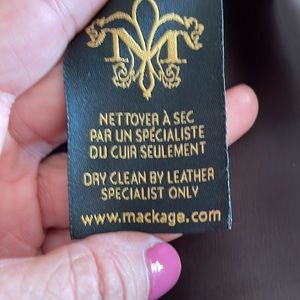 M
NETTOYER À SEC
PAR UN SPÉCIALISTE
DU CUIR SEULEMENT
DRY CLEAN BY LEATHER
SPECIALIST ONLY
www.mackage.com